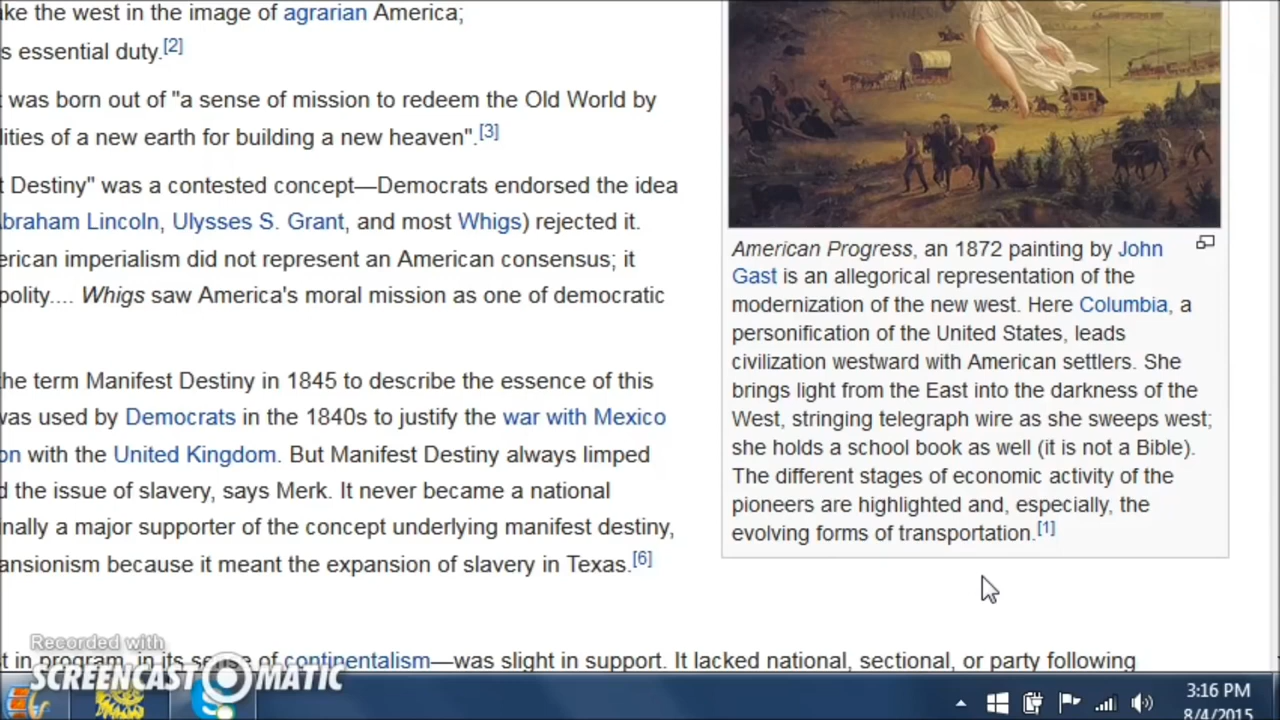 ke the west in the image of agrarian America;
s essential duty.[2]
was born out of "a sense of mission to redeem the Old World by
lities of a new earth for building a new heaven".[3]
t Destiny" was a contested concept—Democrats endorsed the idea
braham Lincoln, Ulysses S. Grant, and most Whigs) rejected it.
erican imperialism did not represent an American consensus; it
polity.... Whigs saw America's moral mission as one of democratic
the term Manifest Destiny in 1845 to describe the essence of this
was used by Democrats in the 1840s to justify the war with Mexico
on with the United Kingdom. But Manifest Destiny always limped
d the issue of slavery, says Merk. It never became a national
inally a major supporter of the concept underlying manifest destiny,
ansionism because it meant the expansion of slavery in Texas.[6]
t in program, in its sense of continentalism—was slight in support. It lacked national, sectional, or party following
American Progress, an 1872 painting by John
Gast is an allegorical representation of the
modernization of the new west. Here Columbia, a
personification of the United States, leads
civilization westward with American settlers. She
brings light from the East into the darkness of the
West, stringing telegraph wire as she sweeps west;
she holds a school book as well (it is not a Bible).
The different stages of economic activity of the
pioneers are highlighted and, especially, the
evolving forms of transportation.[1]
Recorded with
SCREENCAST-O-MATIC
3:16 PM
8/4/2015